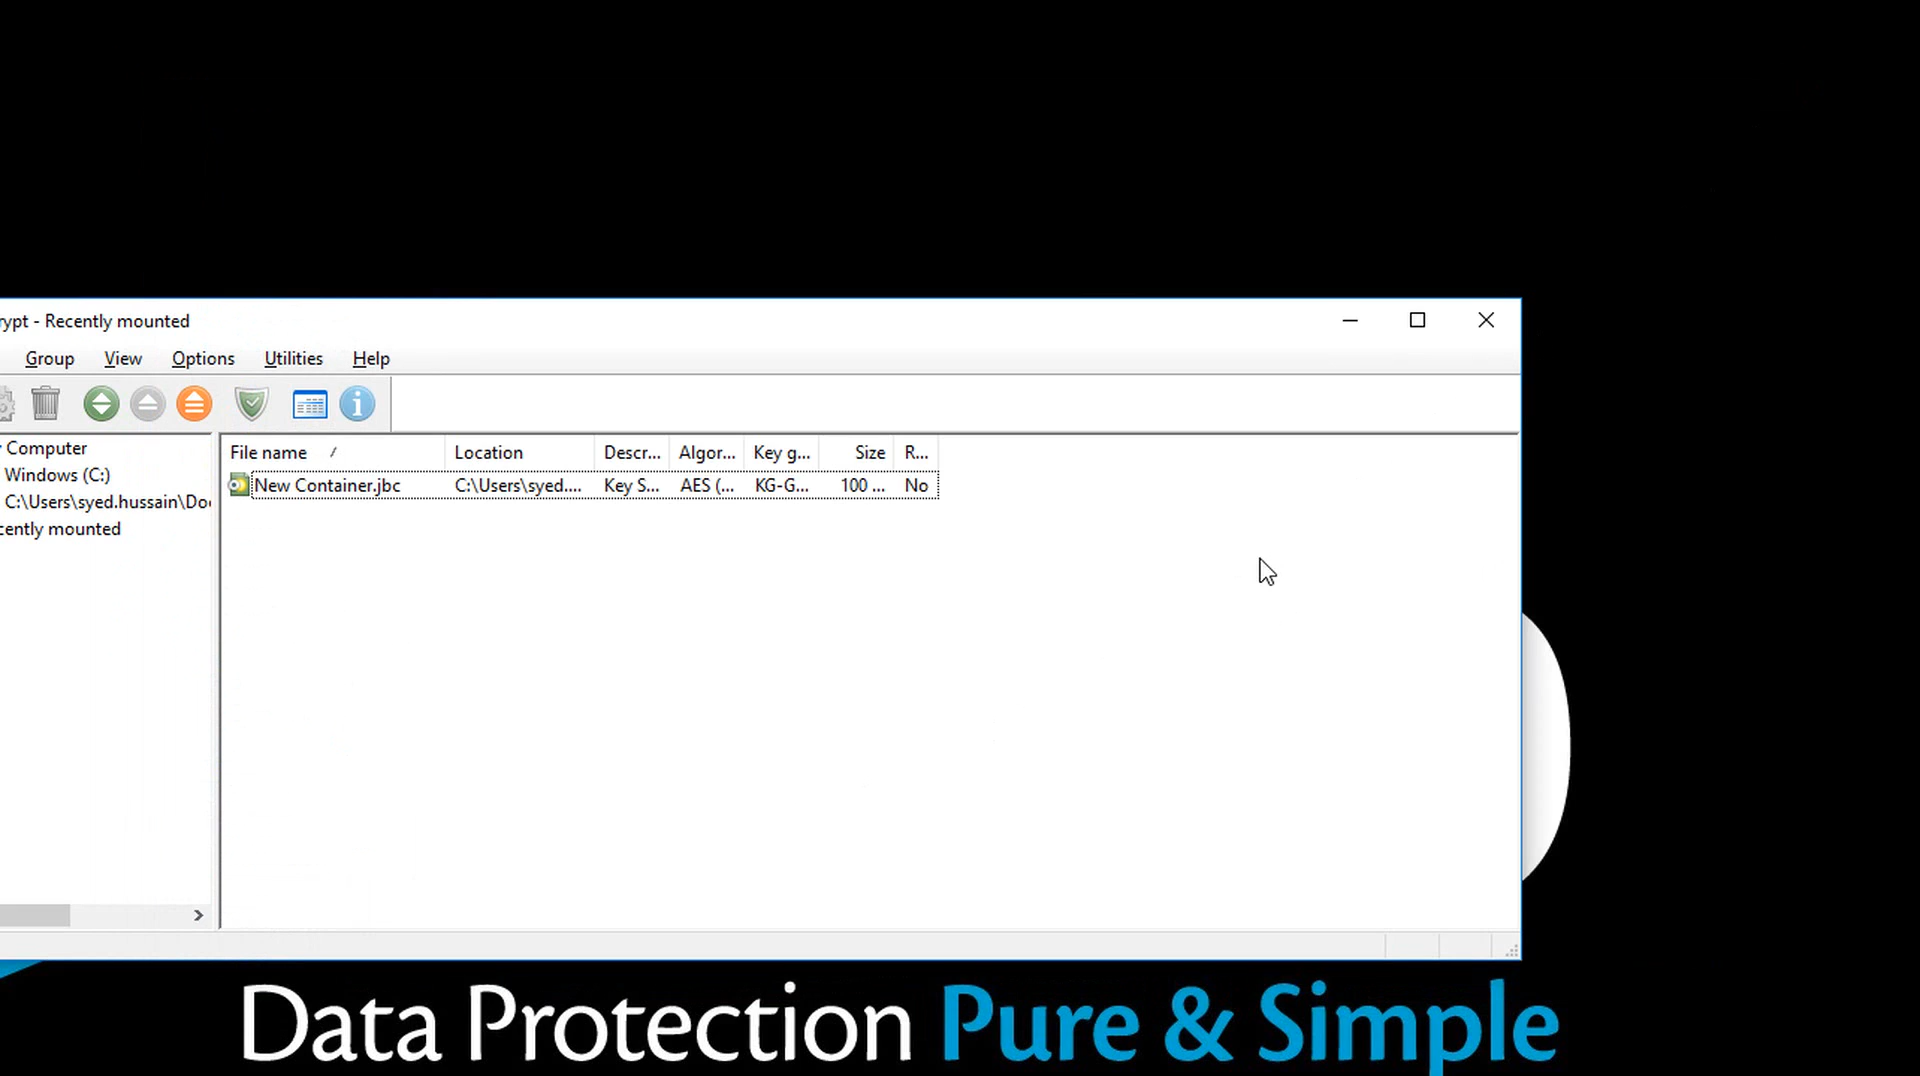 rypt - Recently mounted
Group View Options Utilities Help
Computer
Windows (C:)
C:\Users\syed.hussain\Do
cently mounted
File name Location Descr... Algor... Key g... Size R...
New Container.jbc C:\Users\syed.... Key S... AES (... KG-G... 100 ... No
Data Protection Pure & Simple